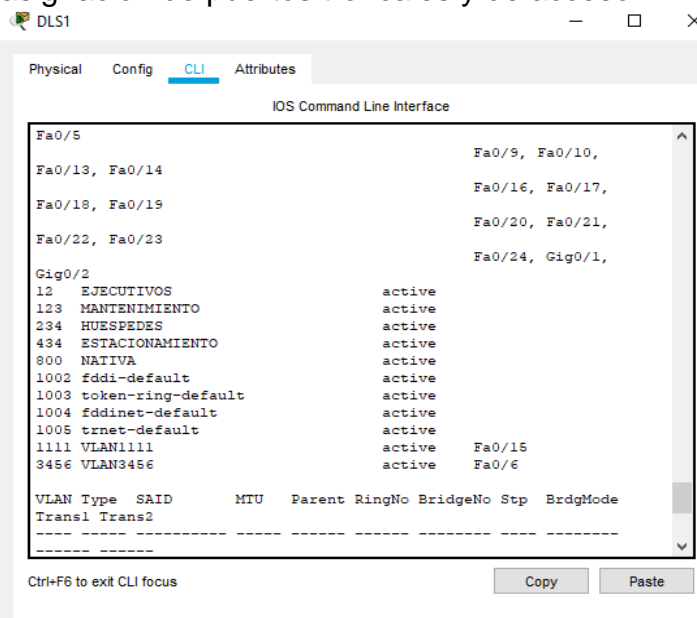 DLS1
Physical Config CLI Attributes
IOS Command Line Interface
Fa0/5
Fa0/9, Fa0/10,
Fa0/13, Fa0/14
Fa0/16, Fa0/17,
Fa0/18, Fa0/19
Fa0/20, Fa0/21,
Fa0/22, Fa0/23
Fa0/24, Gig0/1,
Gig0/2
12 EJECUTIVOS active
123 MANTENIMIENTO active
234 HUESPEDES active
434 ESTACIONAMIENTO active
800 NATIVA active
1002 fddi-default active
1003 token-ring-default active
1004 fddinet-default active
1005 trnet-default active
1111 VLAN1111 active Fa0/15
3456 VLAN3456 active Fa0/6
VLAN Type SAID MTU Parent RingNo BridgeNo Stp BrdgMode
Trans1 Trans2
---- ----- ---------- ----- ------ ------ -------- ---- --------
------ ------
Ctrl+F6 to exit CLI focus
Copy Paste